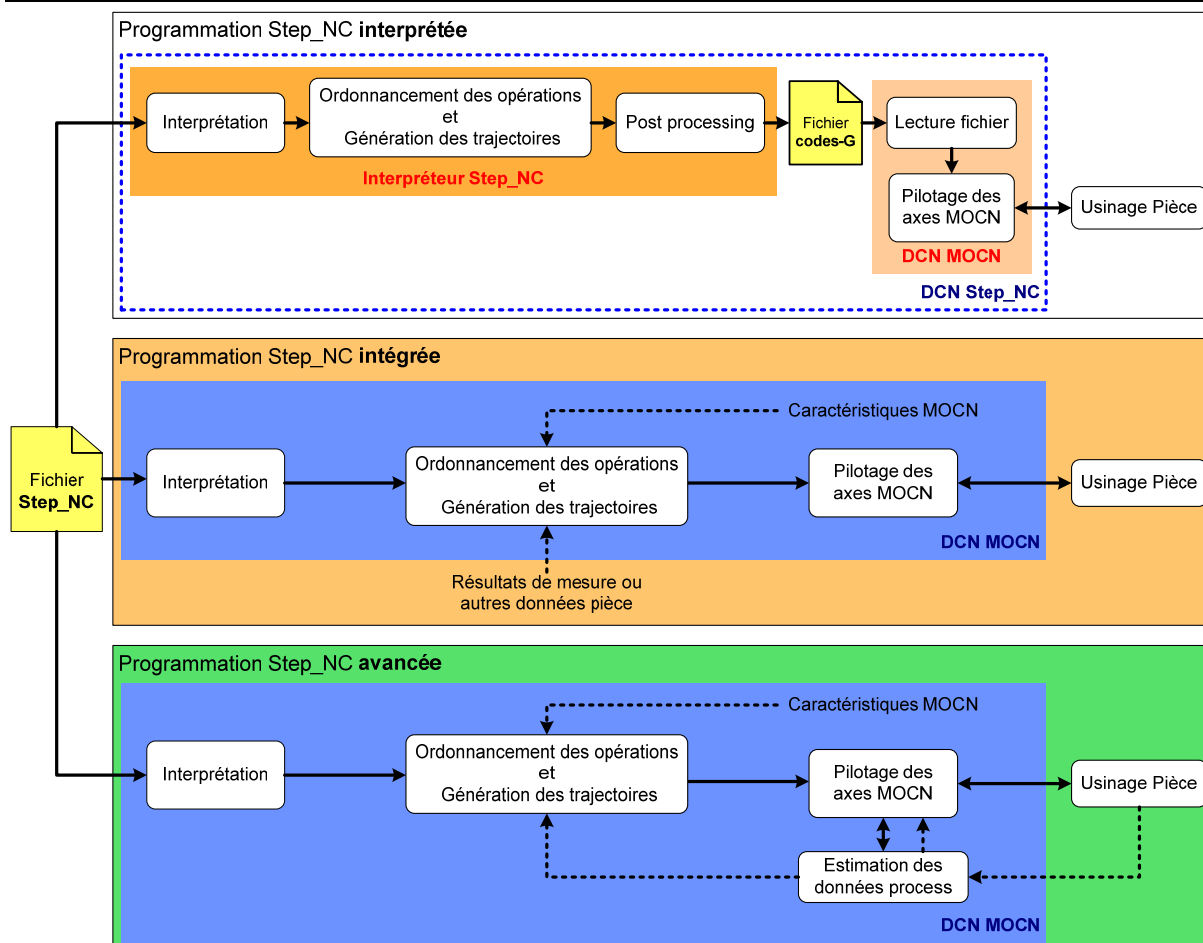 Programmation Step_NC interprétée
Interprétation
Ordonnancement des opérations
et
Génération des trajectoires
Post processing
Fichier
codes-G
Lecture fichier
Pilotage des
axes MOCN
Usinage Pièce
Interpréteur Step_NC
DCN MOCN
DCN Step_NC
Programmation Step_NC intégrée
Caractéristiques MOCN
Fichier
Step_NC
Interprétation
Ordonnancement des opérations
et
Génération des trajectoires
Pilotage des
axes MOCN
Usinage Pièce
DCN MOCN
Résultats de mesure ou
autres données pièce
Programmation Step_NC avancée
Caractéristiques MOCN
Interprétation
Ordonnancement des opérations
et
Génération des trajectoires
Pilotage des
axes MOCN
Usinage Pièce
Estimation des
données process
DCN MOCN